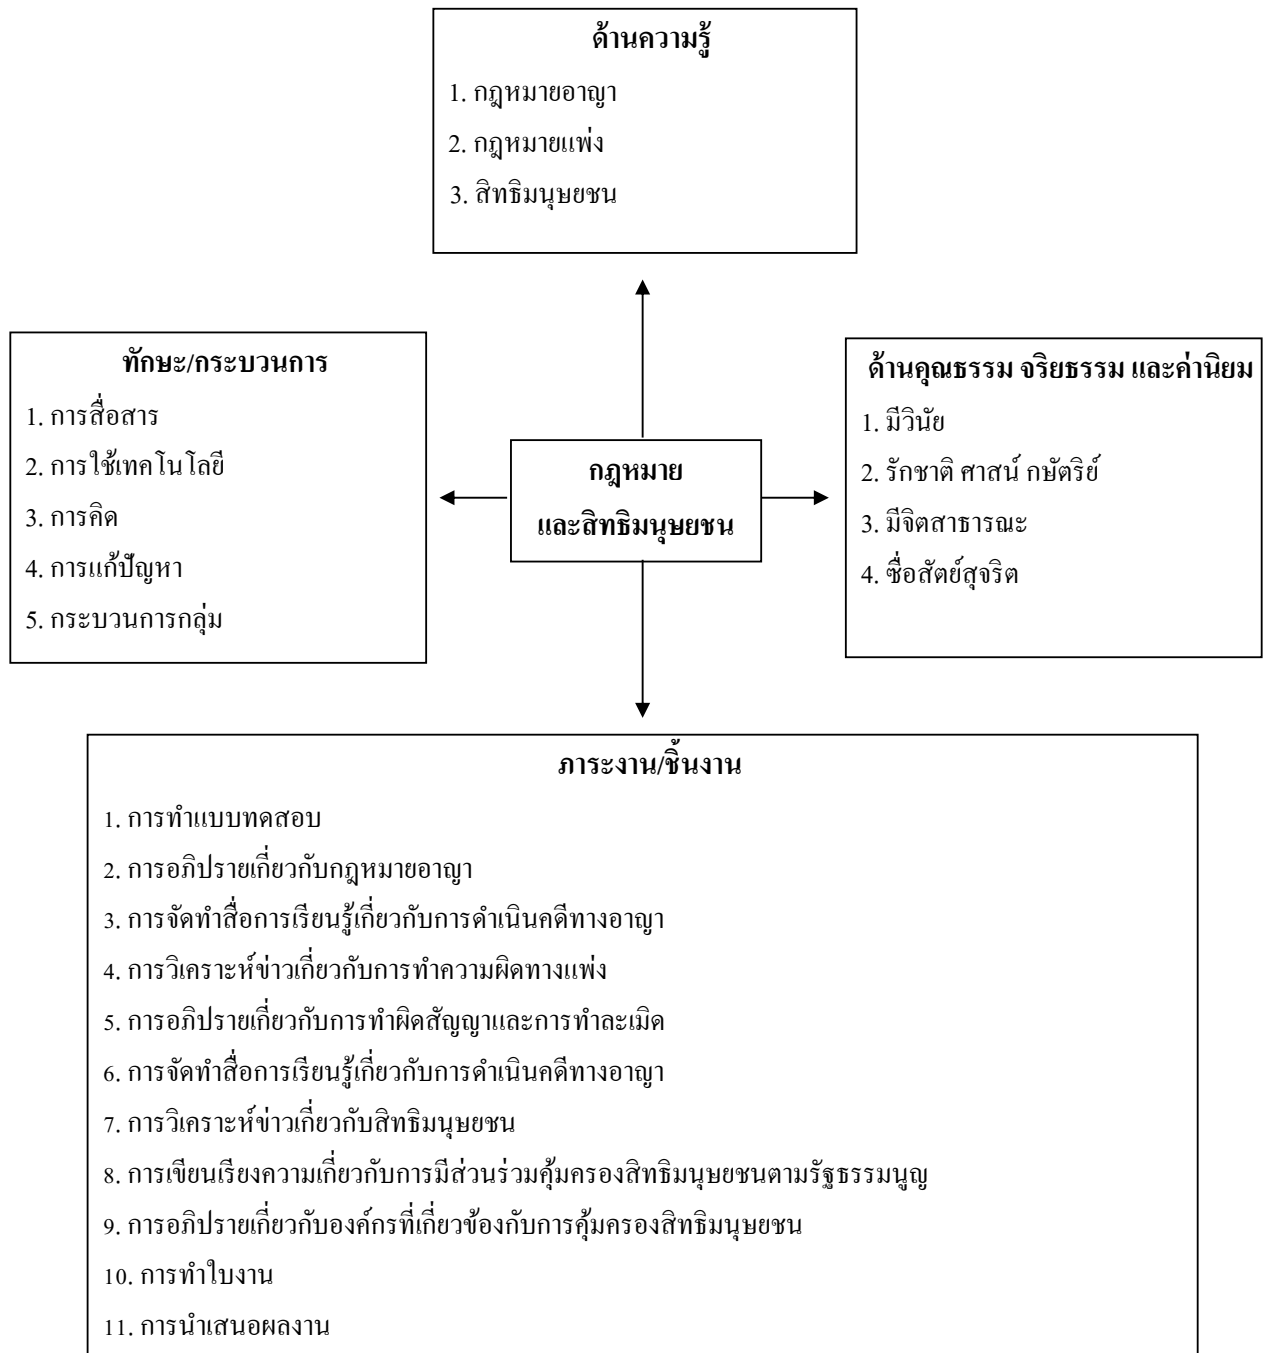 ด้านความรู้
1. กฎหมายอาญา
2. กฎหมายแพ่ง
3. สิทธิมนุษยชน
ทักษะ/กระบวนการ
1. การสื่อสาร
2. การใช้เทคโนโลยี
3. การคิด
4. การแก้ปัญหา
5. กระบวนการกลุ่ม
กฎหมาย
และสิทธิมนุษยชน
ด้านคุณธรรม จริยธรรม และค่านิยม
1. มีวินัย
2. รักชาติ ศาสน์ กษัตริย์
3. มีจิตสาธารณะ
4. ซื่อสัตย์สุจริต
ภาระงาน/ชิ้นงาน
1. การทำแบบทดสอบ
2. การอภิปรายเกี่ยวกับกฎหมายอาญา
3. การจัดทำสื่อการเรียนรู้เกี่ยวกับการดำเนินคดีทางอาญา
4. การวิเคราะห์ข่าวเกี่ยวกับการทำความผิดทางแพ่ง
5. การอภิปรายเกี่ยวกับการทำผิดสัญญาและการทำละเมิด
6. การจัดทำสื่อการเรียนรู้เกี่ยวกับการดำเนินคดีทางอาญา
7. การวิเคราะห์ข่าวเกี่ยวกับสิทธิมนุษยชน
8. การเขียนเรียงความเกี่ยวกับการมีส่วนร่วมคุ้มครองสิทธิมนุษยชนตามรัฐธรรมนูญ
9. การอภิปรายเกี่ยวกับองค์กรที่เกี่ยวข้องกับการคุ้มครองสิทธิมนุษยชน
10. การทำใบงาน
11. การนำเสนอผลงาน